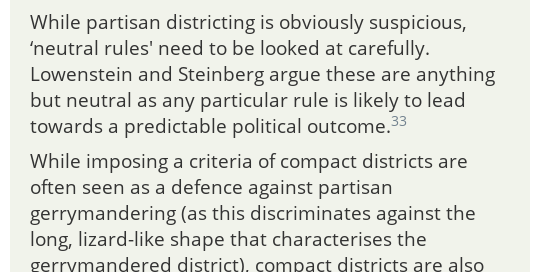 While partisan districting is obviously suspicious,
‘neutral rules' need to be looked at carefully.
Lowenstein and Steinberg argue these are anything
but neutral as any particular rule is likely to lead
towards a predictable political outcome.33
While imposing a criteria of compact districts are
often seen as a defence against partisan
gerrymandering (as this discriminates against the
long, lizard-like shape that characterises the
gerrymandered district), compact districts are also